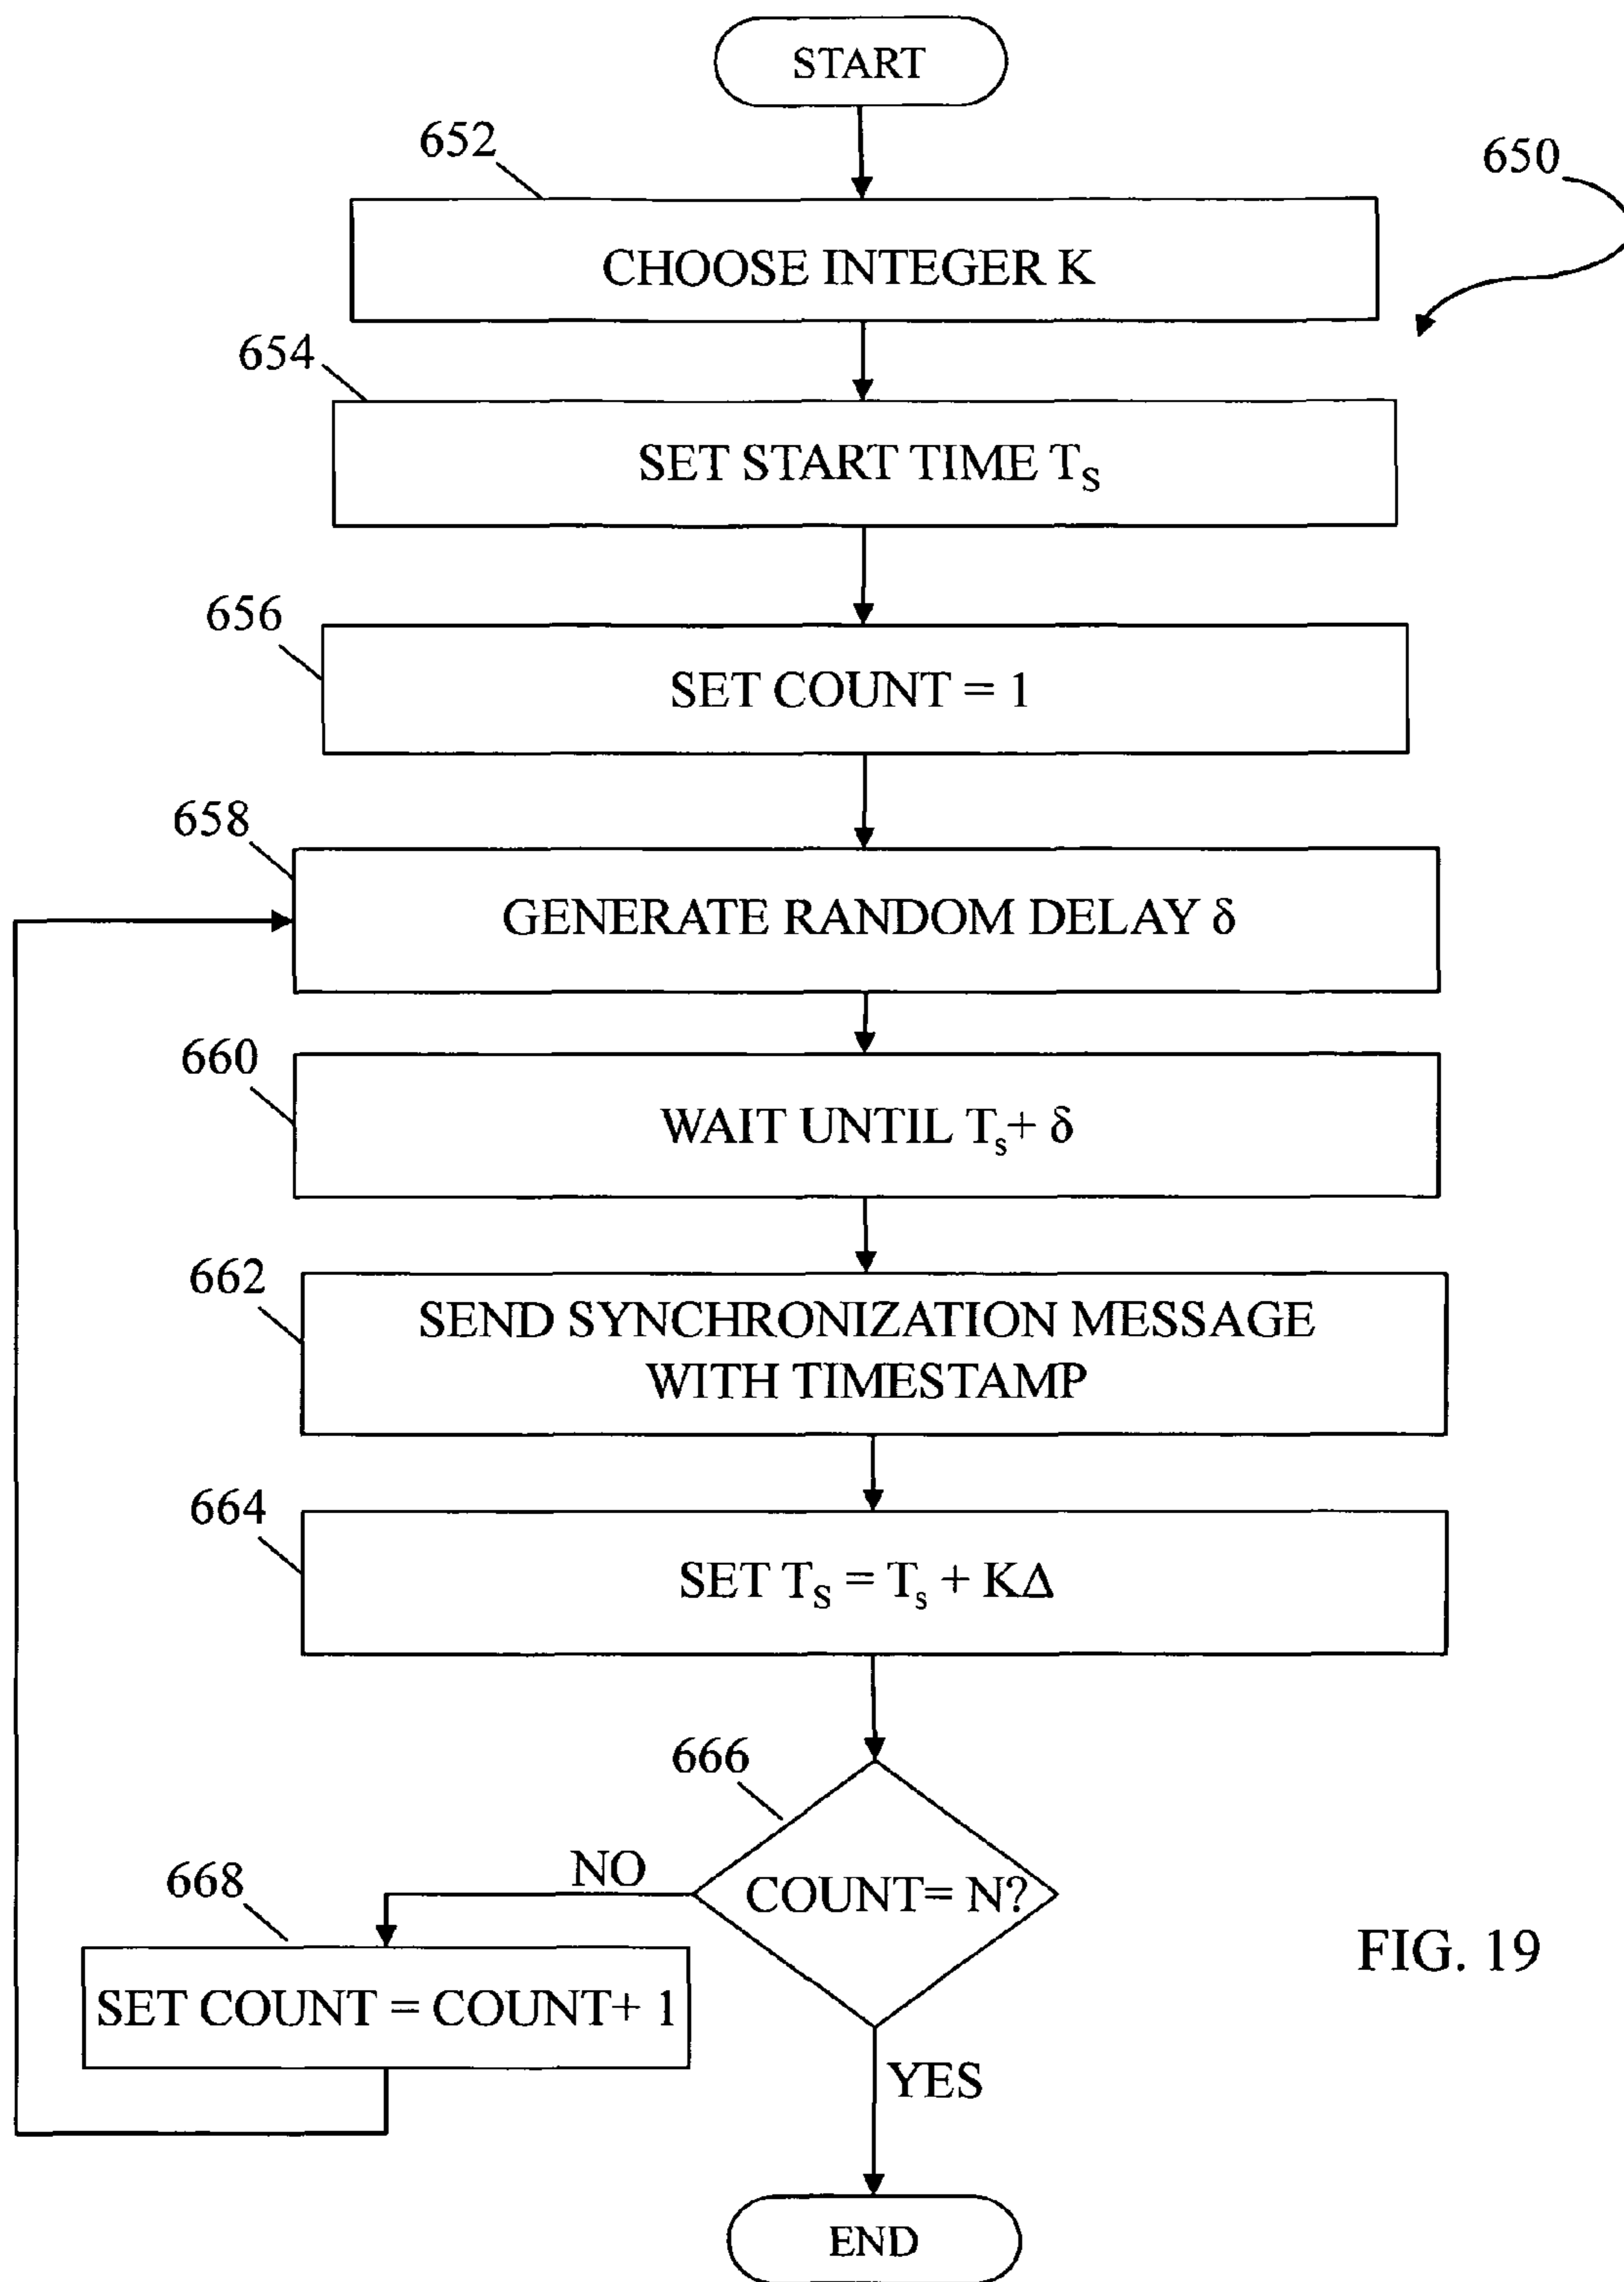 START
652
650
CHOOSE INTEGER K
654
SET START TIME T_S
656
SET COUNT = 1
658
GENERATE RANDOM DELAY δ
660
WAIT UNTIL T_s+ δ
662
SEND SYNCHRONIZATION MESSAGE
WITH TIMESTAMP
664
SET T_S = T_s + KΔ
666
NO
668
COUNT= N?
SET COUNT = COUNT+ 1
FIG. 19
YES
END